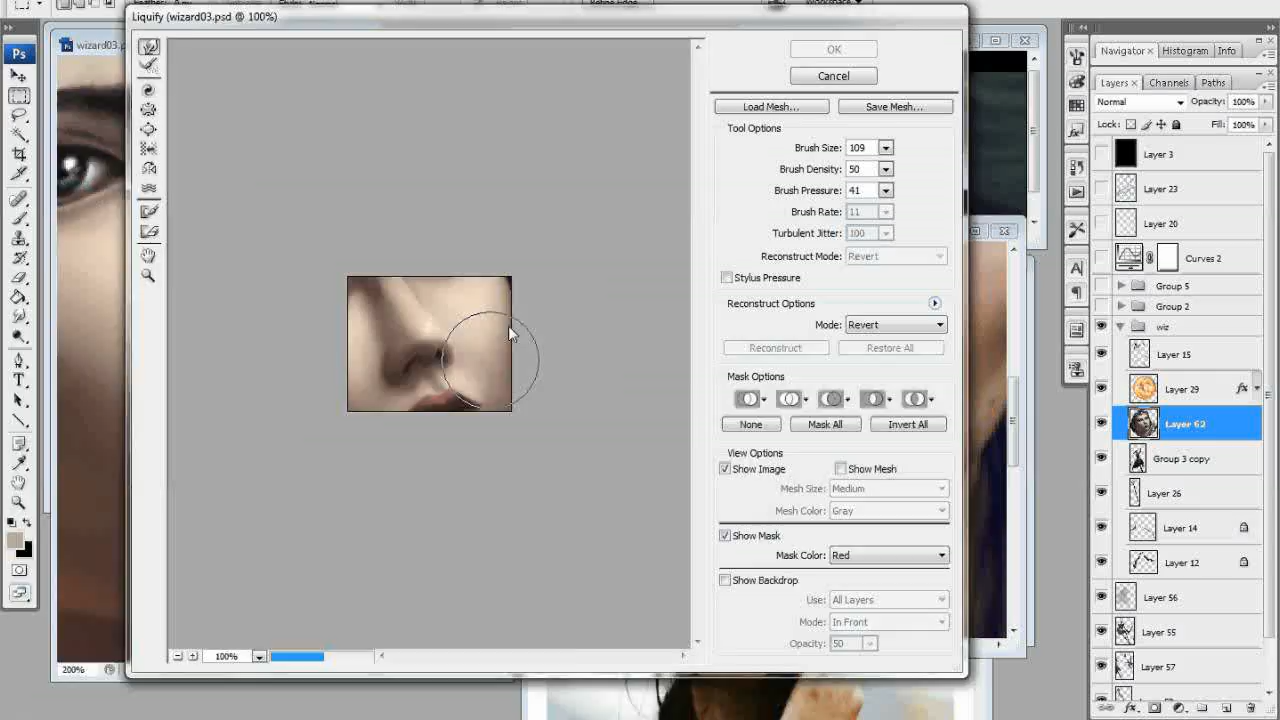 Liquify (wizard03.psd @ 100%)
Workspace
Ps
wizard03.p
OK
Cancel
Load Mesh...
Save Mesh...
Tool Options
Brush Size: 109
Brush Density: 50
Brush Pressure: 41
Brush Rate: 11
Turbulent Jitter: 100
Reconstruct Mode: Revert
Stylus Pressure
Reconstruct Options
Mode: Revert
Reconstruct
Restore All
Mask Options
None
Mask All
Invert All
View Options
Show Image
Show Mesh
Mesh Size: Medium
Mesh Color: Gray
Show Mask
Mask Color: Red
Show Backdrop
Use: All Layers
Mode: In Front
Opacity: 50
100%
200%
Navigator
Histogram
Info
Layers
Channels
Paths
Normal
Opacity: 100%
Lock:
Fill: 100%
Layer 3
Layer 23
Layer 20
Curves 2
Group 5
Group 2
wiz
Layer 15
Layer 29
fx
Layer 62
Group 3 copy
Layer 26
Layer 14
Layer 12
Layer 56
Layer 55
Layer 57